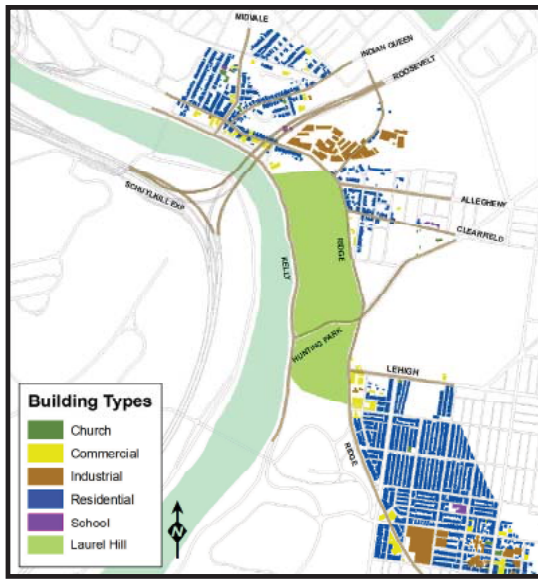 MIDVALE
INDIAN QUEEN
ROOSEVELT
SCHUYLKILL EXP
ALLEGHENY
CLEARFIELD
KELLY
RIDGE
HUNTING PARK
LEHIGH
RIDGE
Building Types
Church
Commercial
Industrial
Residential
School
Laurel Hill
N